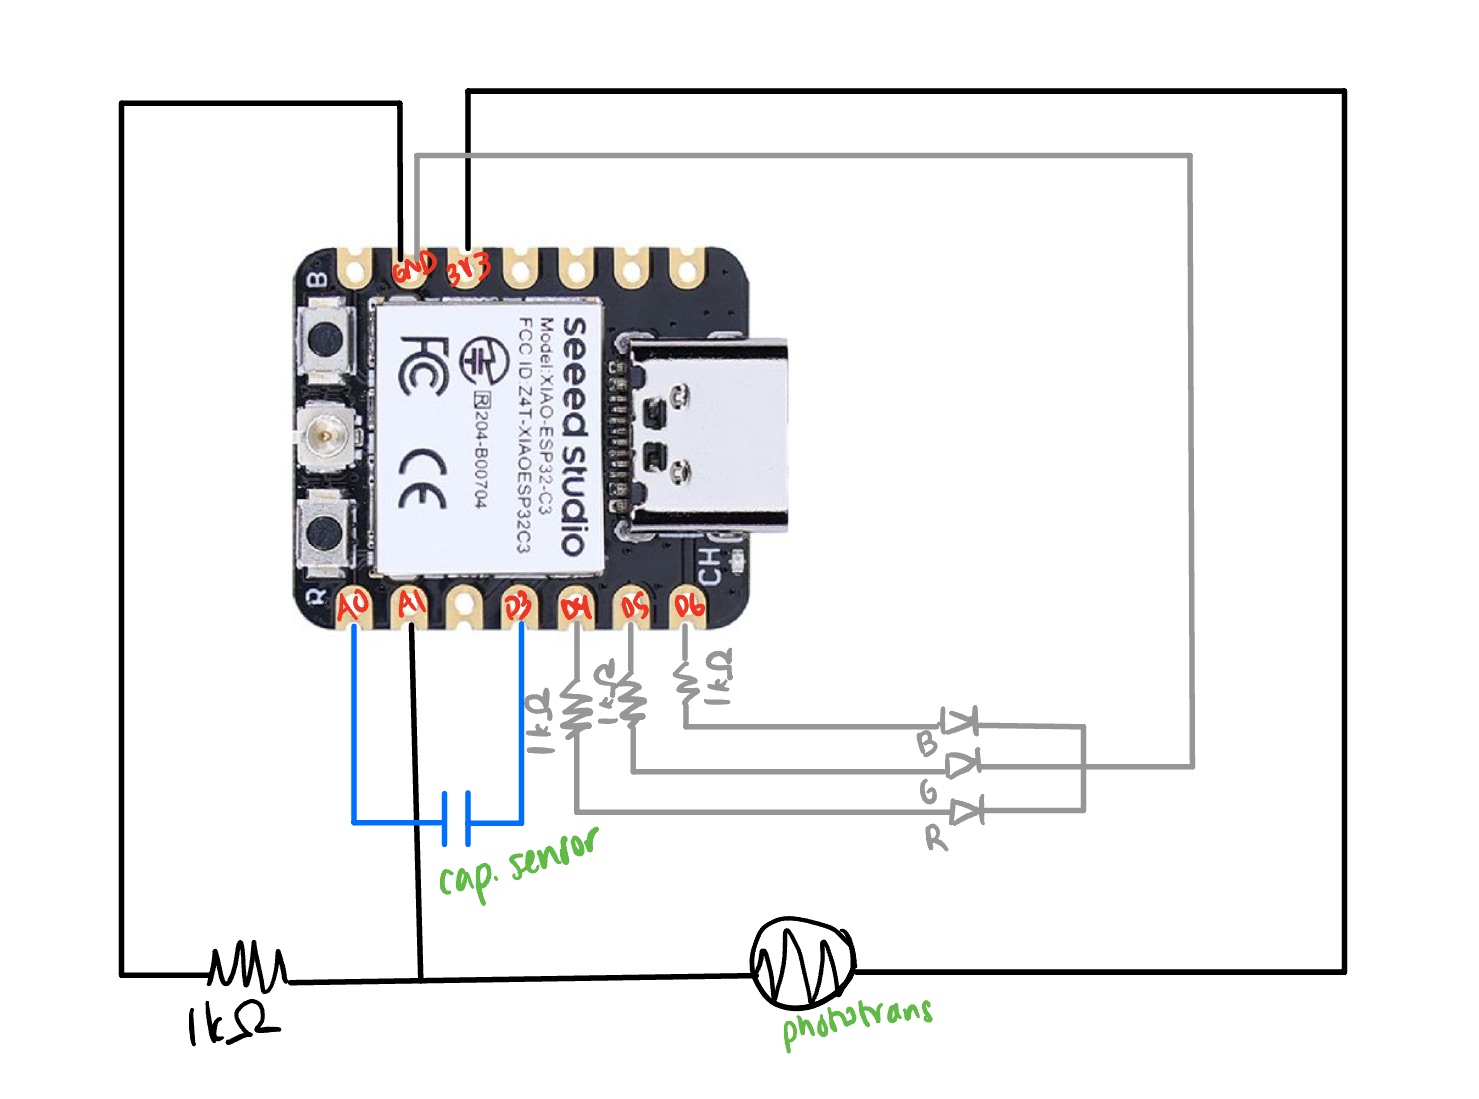 GND
3V3
B
seeed studio
Model:XIAO-ESP32-C3
FCC ID:Z4T-XIAOESP32C3
R 204-B00704
FC
CE
R
CH
A0
A1
D3
D4
D5
D6
1kΩ
1kΩ
1kΩ
B
G
R
cap. sensor
1kΩ
phototrans